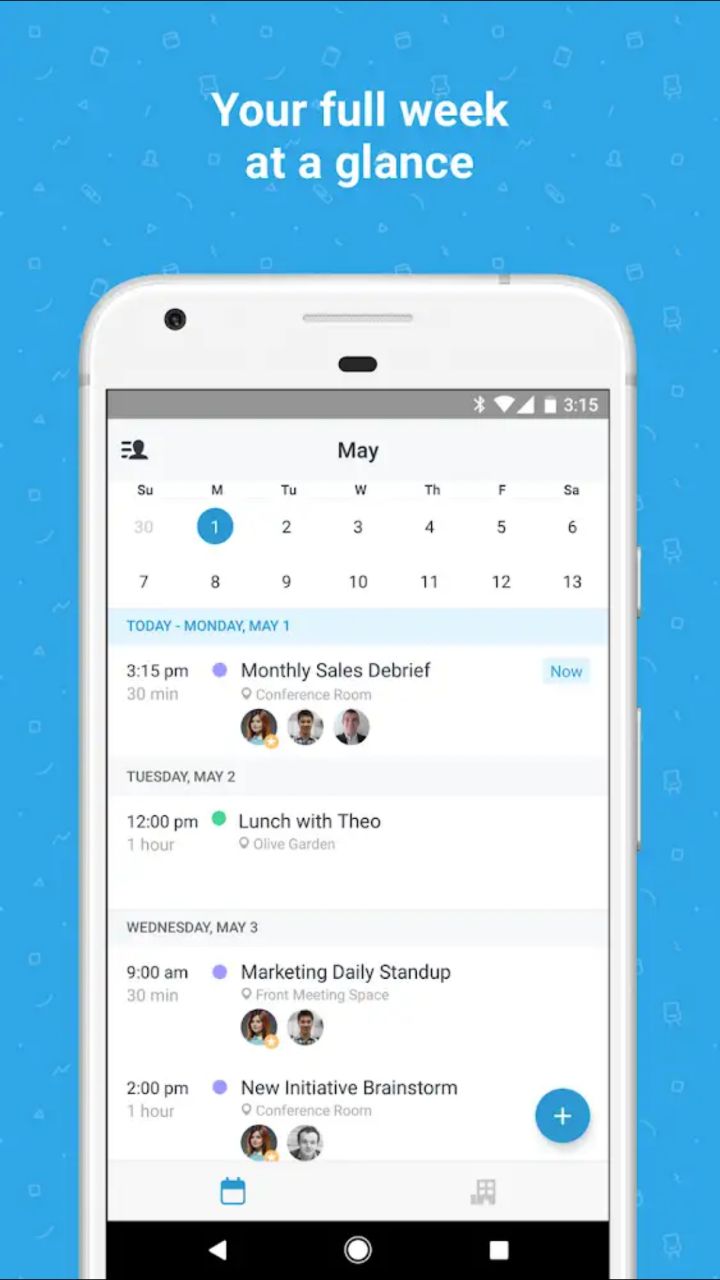 Your full week
at a glance
3:15
May
Su M Tu W Th F Sa
30 1 2 3 4 5 6
7 8 9 10 11 12 13
TODAY - MONDAY, MAY 1
3:15 pm Monthly Sales Debrief Now
30 min Conference Room
TUESDAY, MAY 2
12:00 pm Lunch with Theo
1 hour Olive Garden
WEDNESDAY, MAY 3
9:00 am Marketing Daily Standup
30 min Front Meeting Space
2:00 pm New Initiative Brainstorm
1 hour Conference Room
+